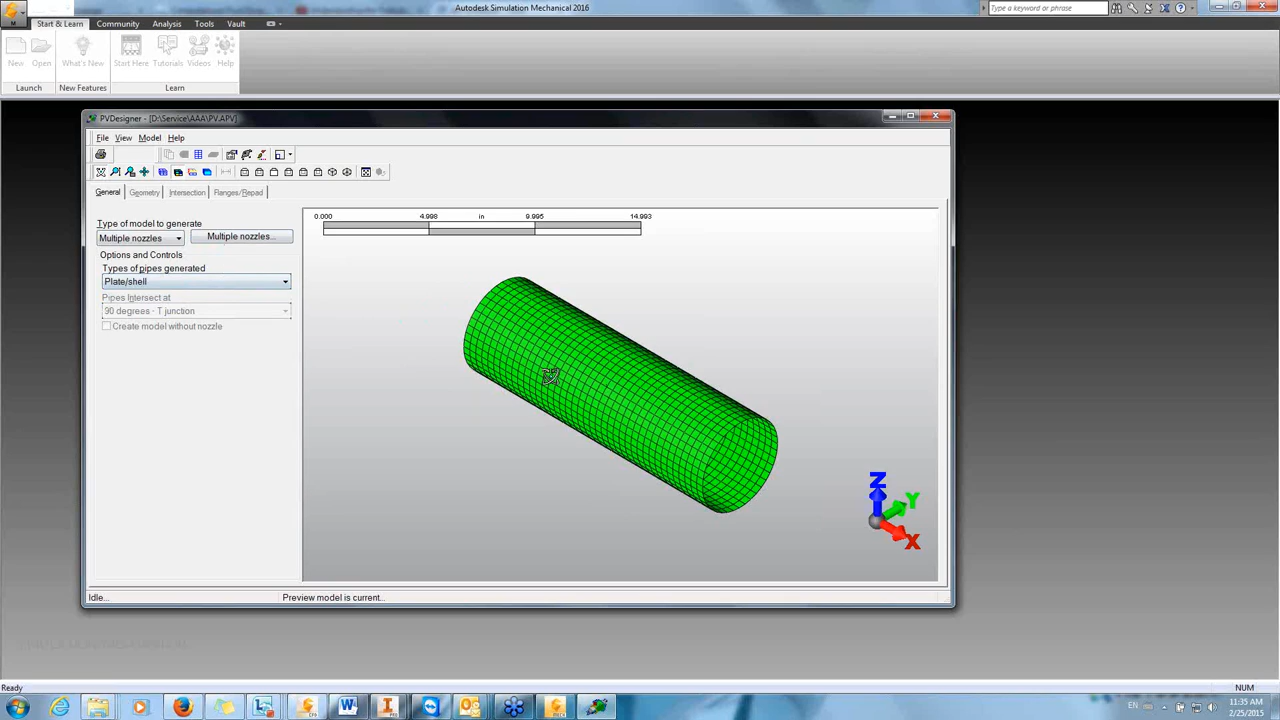 Autodesk Simulation Mechanical 2016
Type a keyword or phrase
Start & Learn Community Analysis Tools Vault
New Open What's New Start Here Tutorials Videos Help
Launch New Features Learn
PVDesigner - [D:\Service\AAA\PV.APV]
File View Model Help
General Geometry Intersection Flanges/Repad
Type of model to generate
Multiple nozzles Multiple nozzles...
Options and Controls
Types of pipes generated
Plate/shell
Pipes Intersect at
90 degrees - T junction
Create model without nozzle
0.000 4.998 in 9.995 14.993
Z
Y
X
Idle... Preview model is current...
Ready NUM
EN 11:35 AM
2/25/2015